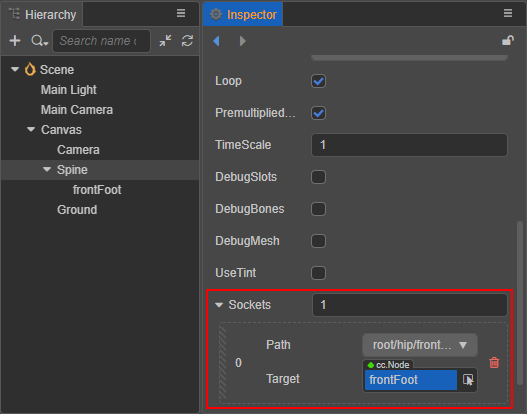 Hierarchy
Search name o
Scene
Main Light
Main Camera
Canvas
Camera
Spine
frontFoot
Ground
Inspector
Loop
Premultiplied...
TimeScale 1
DebugSlots
DebugBones
DebugMesh
UseTint
Sockets 1
0
Path root/hip/front...
cc.Node
Target frontFoot